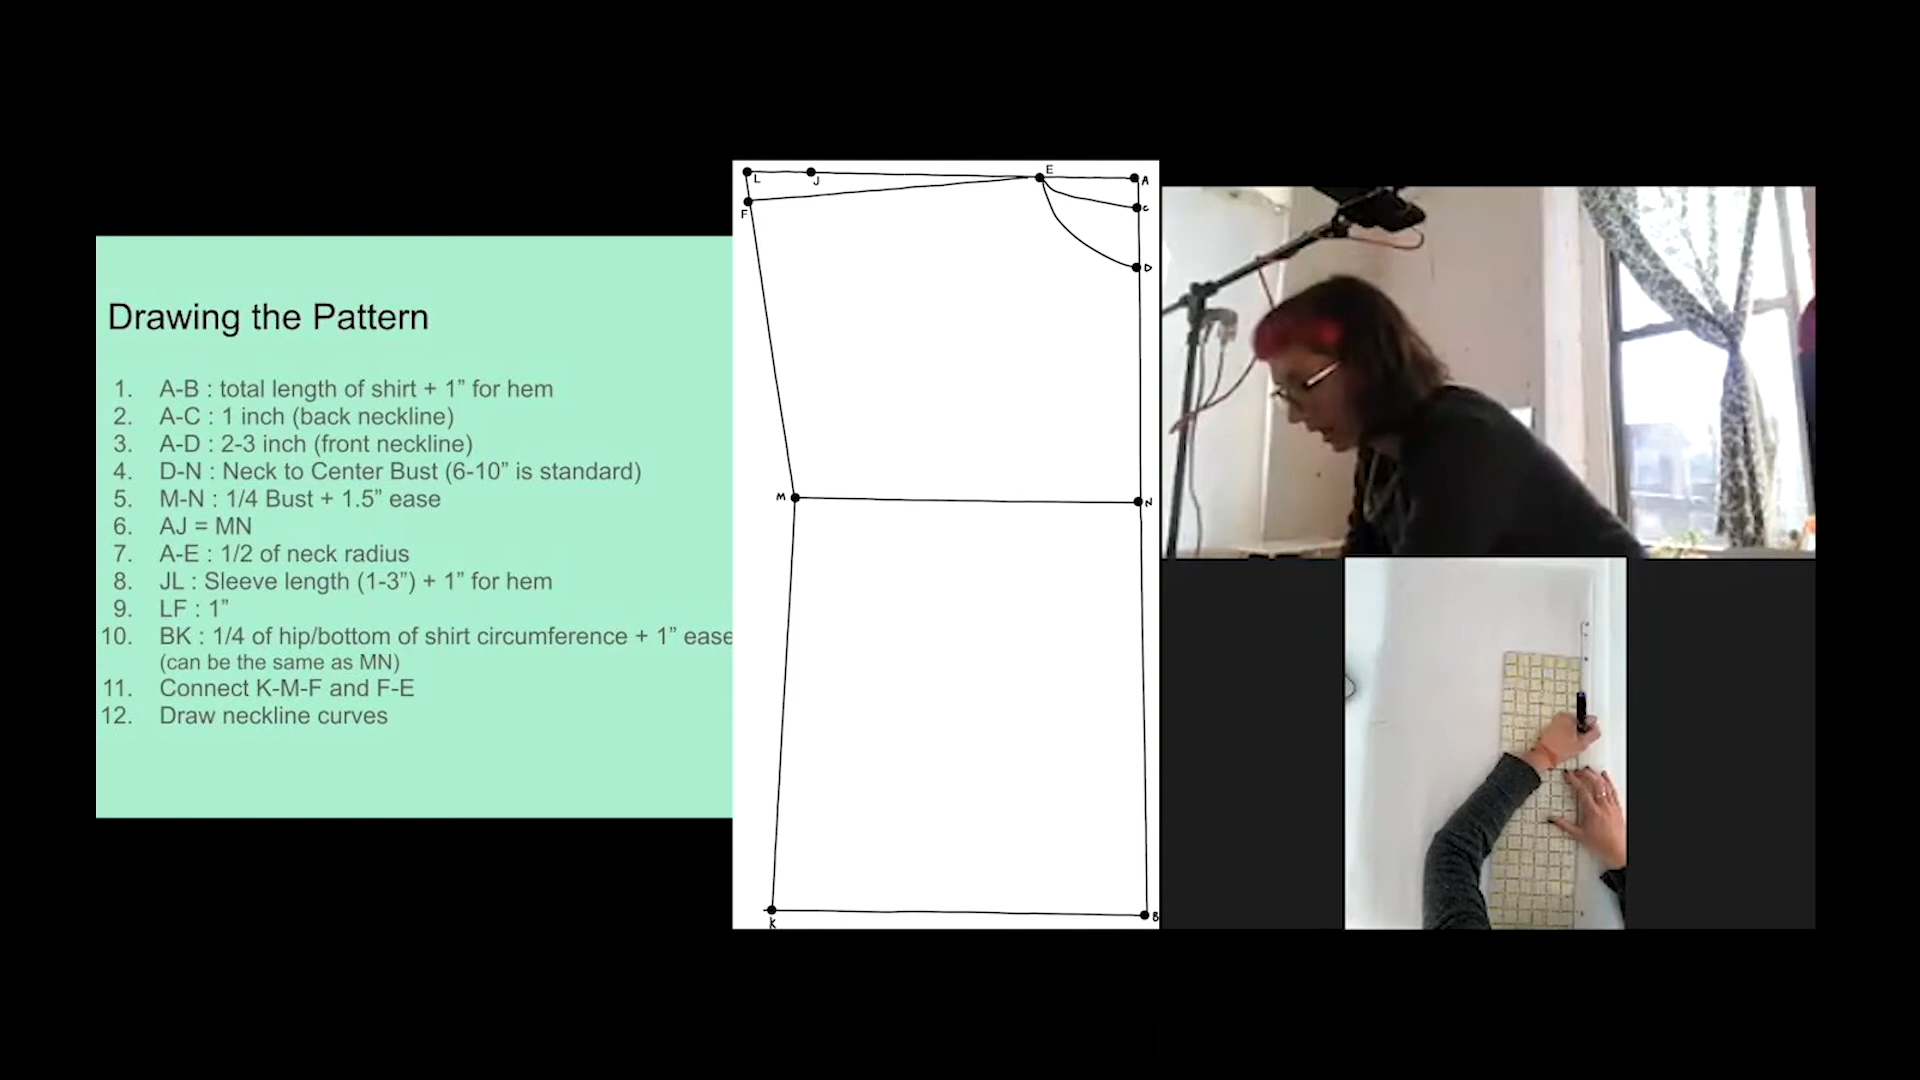 Drawing the Pattern
1. A-B : total length of shirt + 1” for hem
2. A-C : 1 inch (back neckline)
3. A-D : 2-3 inch (front neckline)
4. D-N : Neck to Center Bust (6-10” is standard)
5. M-N : 1/4 Bust + 1.5” ease
6. AJ = MN
7. A-E : 1/2 of neck radius
8. JL : Sleeve length (1-3”) + 1” for hem
9. LF : 1”
10. BK : 1/4 of hip/bottom of shirt circumference + 1” ease
(can be the same as MN)
11. Connect K-M-F and F-E
12. Draw neckline curves
E
L
J
A
F
C
D
M
N
K
B